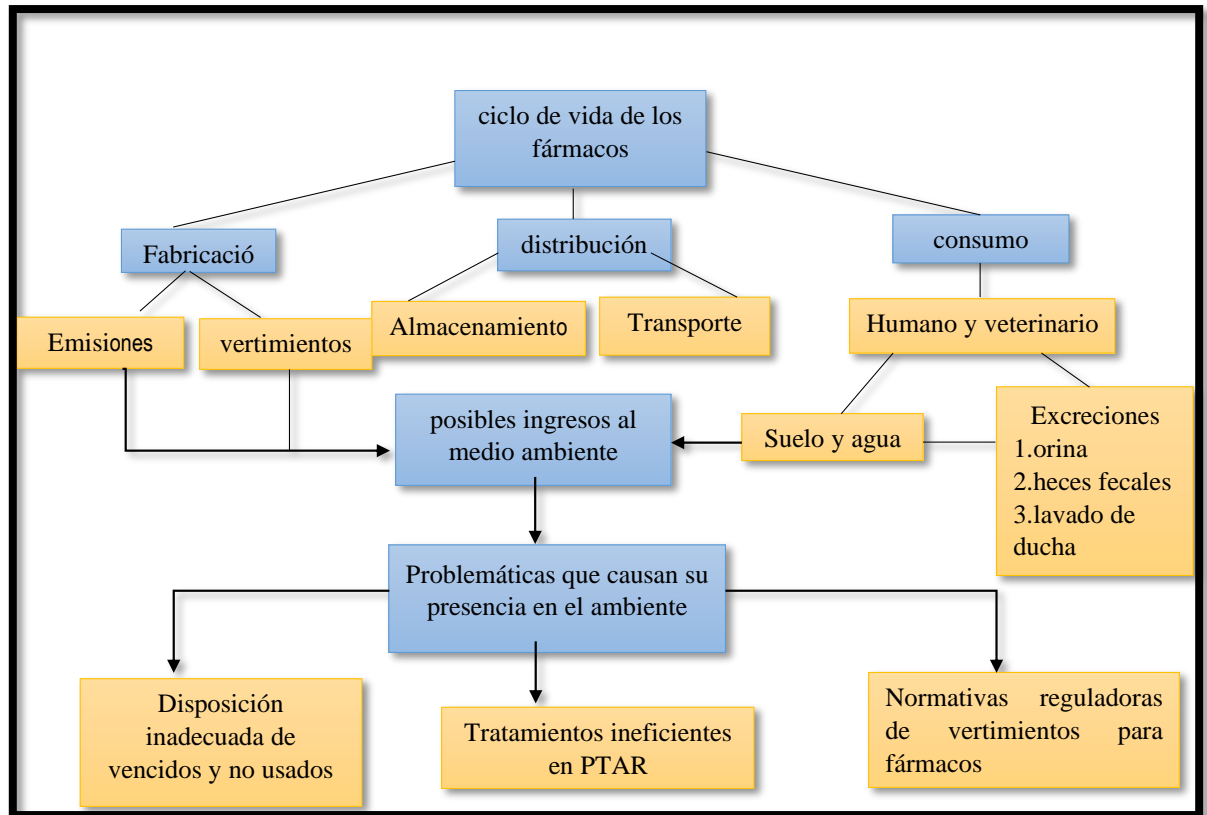 ciclo de vida de los
fármacos
Fabricació
distribución
consumo
Emisiones
vertimientos
Almacenamiento
Transporte
Humano y veterinario
posibles ingresos al
medio ambiente
Suelo y agua
Excreciones
1.orina
2.heces fecales
3.lavado de
ducha
Problemáticas que causan su
presencia en el ambiente
Disposición
inadecuada de
vencidos y no usados
Tratamientos ineficientes
en PTAR
Normativas reguladoras
de vertimientos para
fármacos